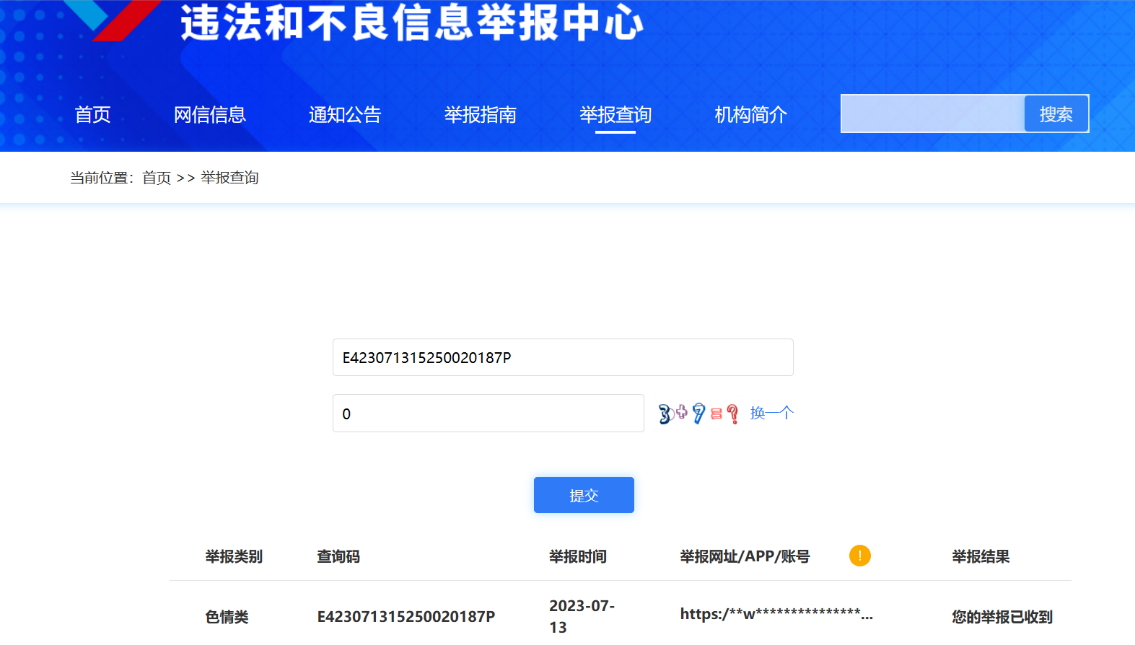 违法和不良信息举报中心
首页 网信信息 通知公告 举报指南 举报查询 机构简介 搜索
当前位置：首页 >> 举报查询
E423071315250020187P
0 3+7=? 换一个
提交
举报类别 查询码 举报时间 举报网址/APP/账号 ! 举报结果
色情类 E423071315250020187P 2023-07-13 https:/**w***************... 您的举报已收到